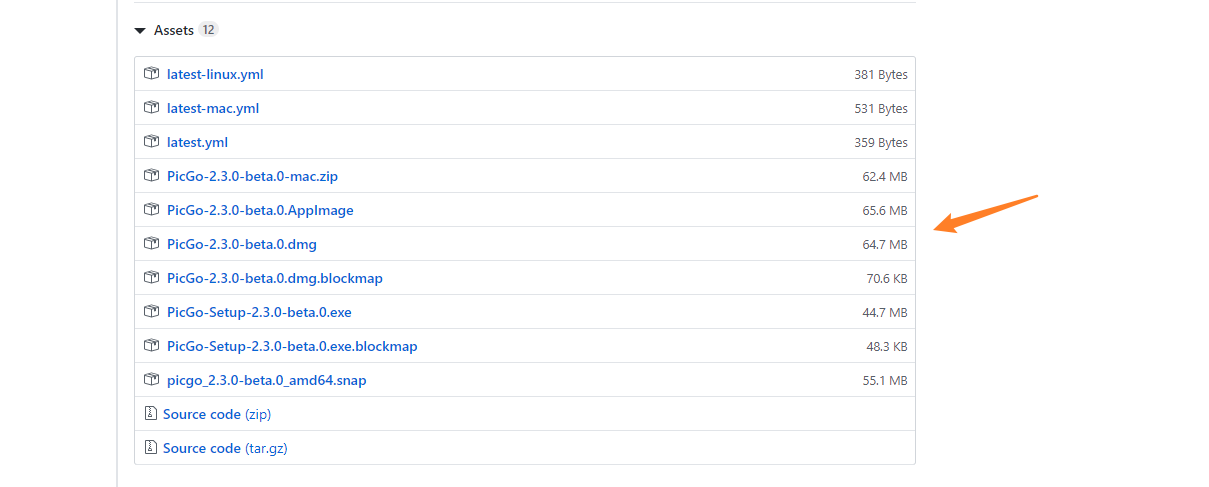 Assets 12
latest-linux.yml 381 Bytes
latest-mac.yml 531 Bytes
latest.yml 359 Bytes
PicGo-2.3.0-beta.0-mac.zip 62.4 MB
PicGo-2.3.0-beta.0.AppImage 65.6 MB
PicGo-2.3.0-beta.0.dmg 64.7 MB
PicGo-2.3.0-beta.0.dmg.blockmap 70.6 KB
PicGo-Setup-2.3.0-beta.0.exe 44.7 MB
PicGo-Setup-2.3.0-beta.0.exe.blockmap 48.3 KB
picgo_2.3.0-beta.0_amd64.snap 55.1 MB
Source code (zip)
Source code (tar.gz)